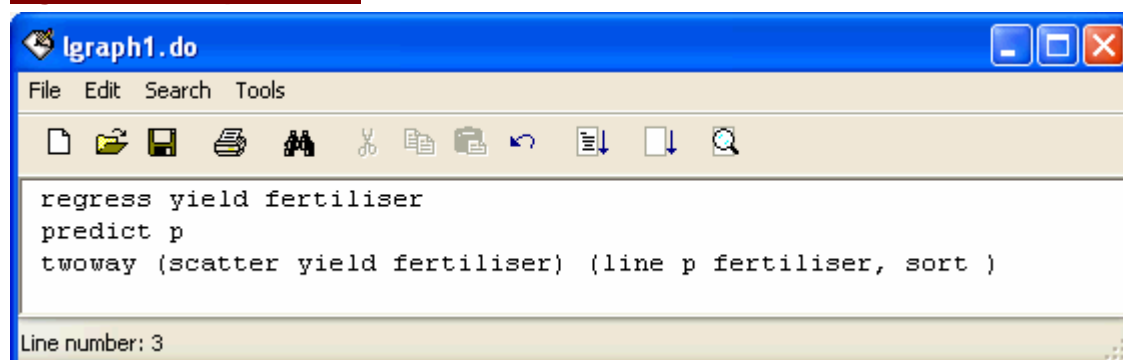 lgraph1.do
File Edit Search Tools
regress yield fertiliser
predict p
twoway (scatter yield fertiliser) (line p fertiliser, sort )
Line number: 3